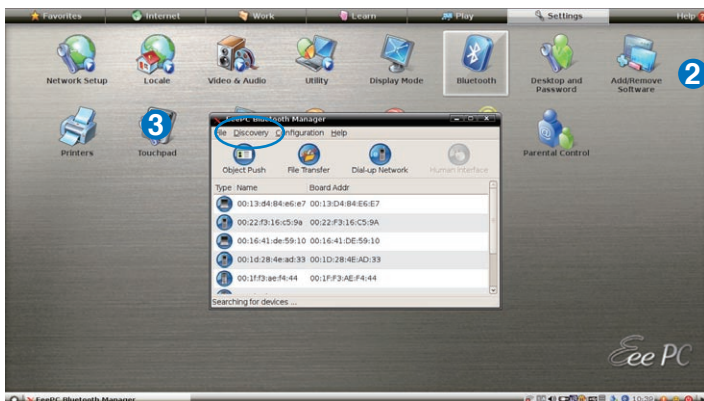 Favorites Internet Work Learn Play Settings Help
Network Setup Locale Video & Audio Utility Display Mode Bluetooth Desktop and Password Add/Remove Software
2
Printers Touchpad Parental Control
3
EeePC Bluetooth Manager
File Discovery Configuration Help
Object Push File Transfer Dial-up Network Human Interface
Type Name Board Addr
00:13:d4:84:e6:e7 00:13:D4:84:E6:E7
00:22:f3:16:c5:9a 00:22:F3:16:C5:9A
00:16:41:de:59:10 00:16:41:DE:59:10
00:1d:28:4e:ad:33 00:1D:28:4E:AD:33
00:1f:f3:ae:f4:44 00:1F:F3:AE:F4:44
Searching for devices ...
Eee PC
EeePC Bluetooth Manager 10:39